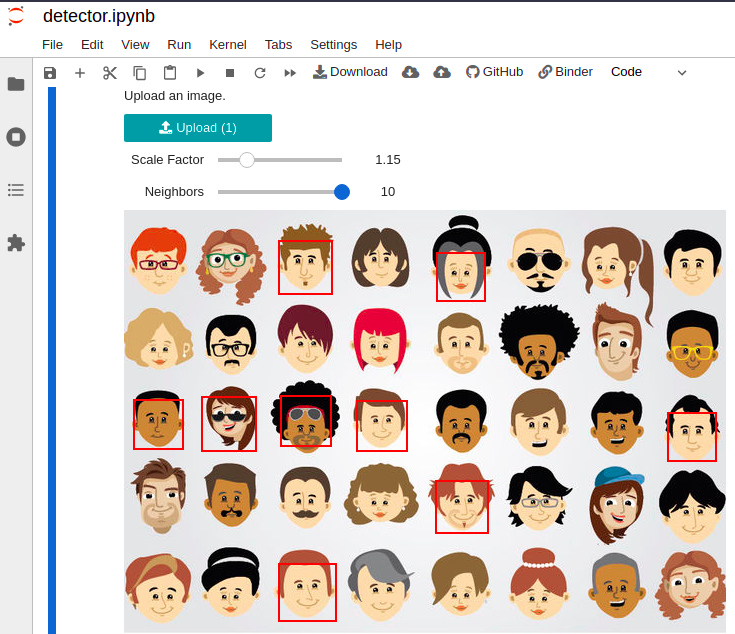 detector.ipynb
File Edit View Run Kernel Tabs Settings Help
Download GitHub Binder Code
Upload an image.
Upload (1)
Scale Factor 1.15
Neighbors 10